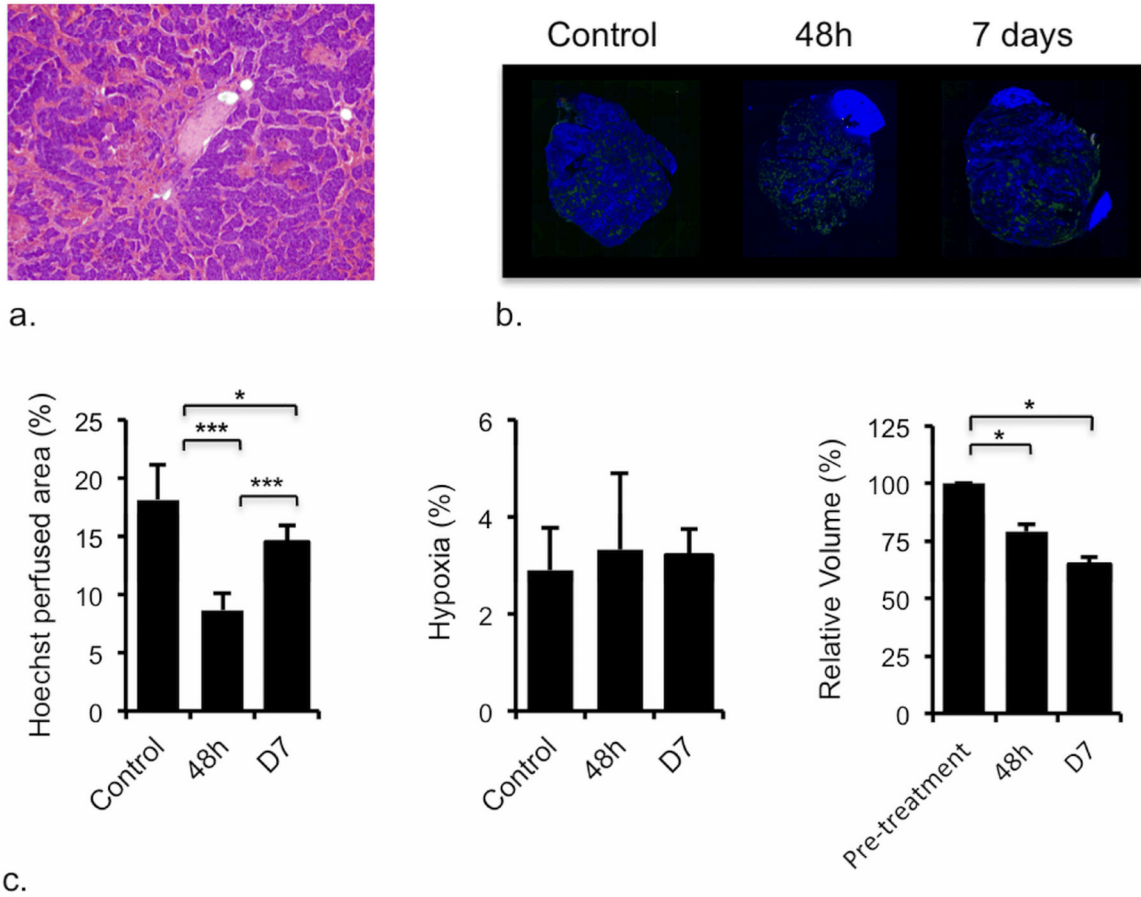 Control 48h 7 days
a. b.
Hoechst perfused area (%)
25
20
15
10
5
0
*
***
***
Control 48h D7
Hypoxia (%)
6
4
2
0
Control 48h D7
Relative Volume (%)
125
100
75
50
25
0
*
*
Pre-treatment 48h D7
c.